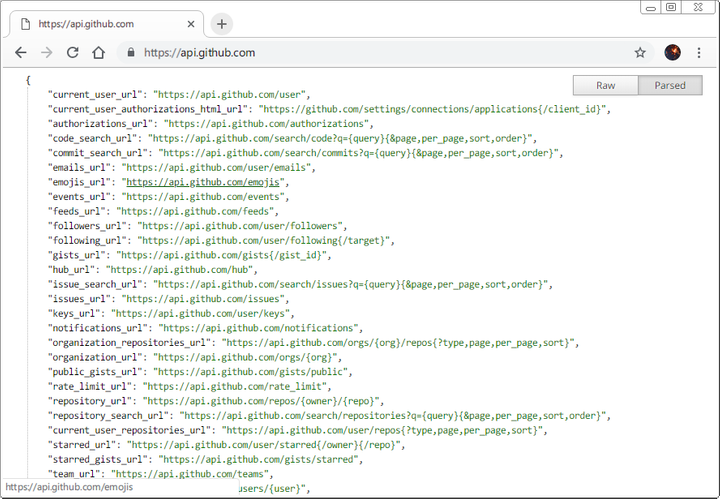 https://api.github.com
https://api.github.com
Raw
Parsed
{
"current_user_url": "https://api.github.com/user",
"current_user_authorizations_html_url": "https://github.com/settings/connections/applications{/client_id}",
"authorizations_url": "https://api.github.com/authorizations",
"code_search_url": "https://api.github.com/search/code?q={query}{&page,per_page,sort,order}",
"commit_search_url": "https://api.github.com/search/commits?q={query}{&page,per_page,sort,order}",
"emails_url": "https://api.github.com/user/emails",
"emojis_url": "https://api.github.com/emojis",
"events_url": "https://api.github.com/events",
"feeds_url": "https://api.github.com/feeds",
"followers_url": "https://api.github.com/user/followers",
"following_url": "https://api.github.com/user/following{/target}",
"gists_url": "https://api.github.com/gists{/gist_id}",
"hub_url": "https://api.github.com/hub",
"issue_search_url": "https://api.github.com/search/issues?q={query}{&page,per_page,sort,order}",
"issues_url": "https://api.github.com/issues",
"keys_url": "https://api.github.com/user/keys",
"notifications_url": "https://api.github.com/notifications",
"organization_repositories_url": "https://api.github.com/orgs/{org}/repos{?type,page,per_page,sort}",
"organization_url": "https://api.github.com/orgs/{org}",
"public_gists_url": "https://api.github.com/gists/public",
"rate_limit_url": "https://api.github.com/rate_limit",
"repository_url": "https://api.github.com/repos/{owner}/{repo}",
"repository_search_url": "https://api.github.com/search/repositories?q={query}{&page,per_page,sort,order}",
"current_user_repositories_url": "https://api.github.com/user/repos{?type,page,per_page,sort}",
"starred_url": "https://api.github.com/user/starred{/owner}{/repo}",
"starred_gists_url": "https://api.github.com/gists/starred",
"team_url": "https://api.github.com/teams",
https://api.github.com/emojis
users/{user}",